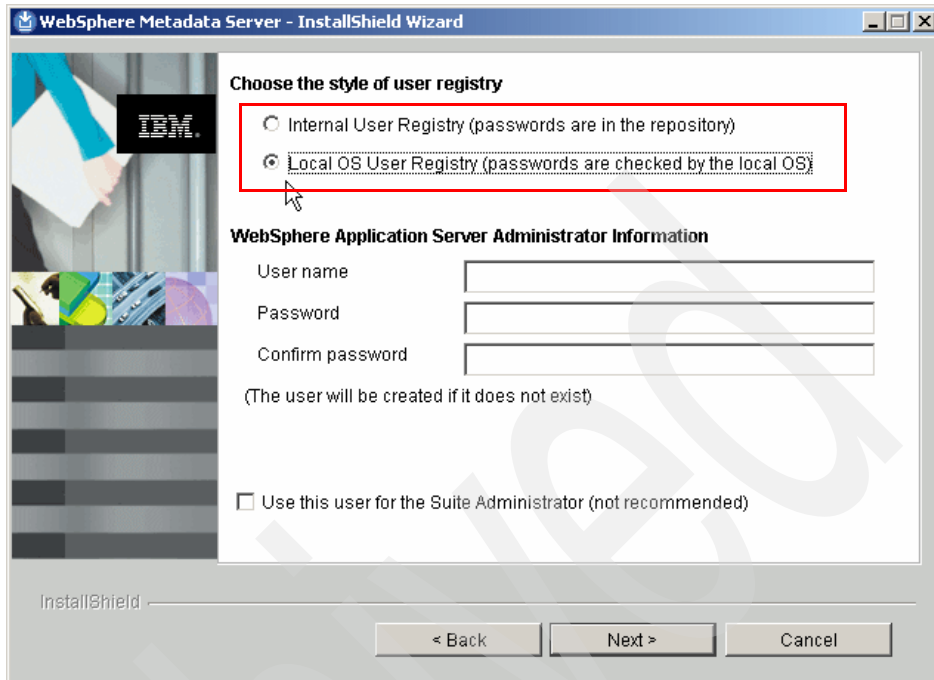 WebSphere Metadata Server - InstallShield Wizard
IBM.
Choose the style of user registry
Internal User Registry (passwords are in the repository)
Local OS User Registry (passwords are checked by the local OS)
WebSphere Application Server Administrator Information
User name
Password
Confirm password
(The user will be created if it does not exist)
Use this user for the Suite Administrator (not recommended)
InstallShield
< Back
Next >
Cancel